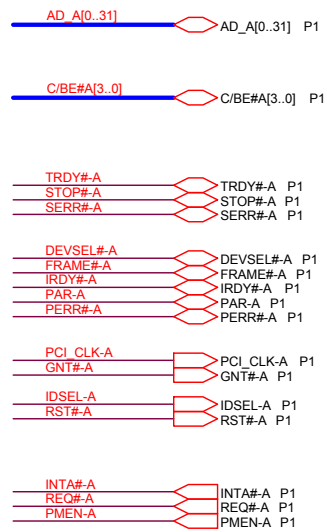 AD_A[0..31] AD_A[0..31] P1
C/BE#A[3..0] C/BE#A[3..0] P1
TRDY#-A TRDY#-A P1
STOP#-A STOP#-A P1
SERR#-A SERR#-A P1
DEVSEL#-A DEVSEL#-A P1
FRAME#-A FRAME#-A P1
IRDY#-A IRDY#-A P1
PAR-A PAR-A P1
PERR#-A PERR#-A P1
PCI_CLK-A PCI_CLK-A P1
GNT#-A GNT#-A P1
IDSEL-A IDSEL-A P1
RST#-A RST#-A P1
INTA#-A INTA#-A P1
REQ#-A REQ#-A P1
PMEN-A PMEN-A P1